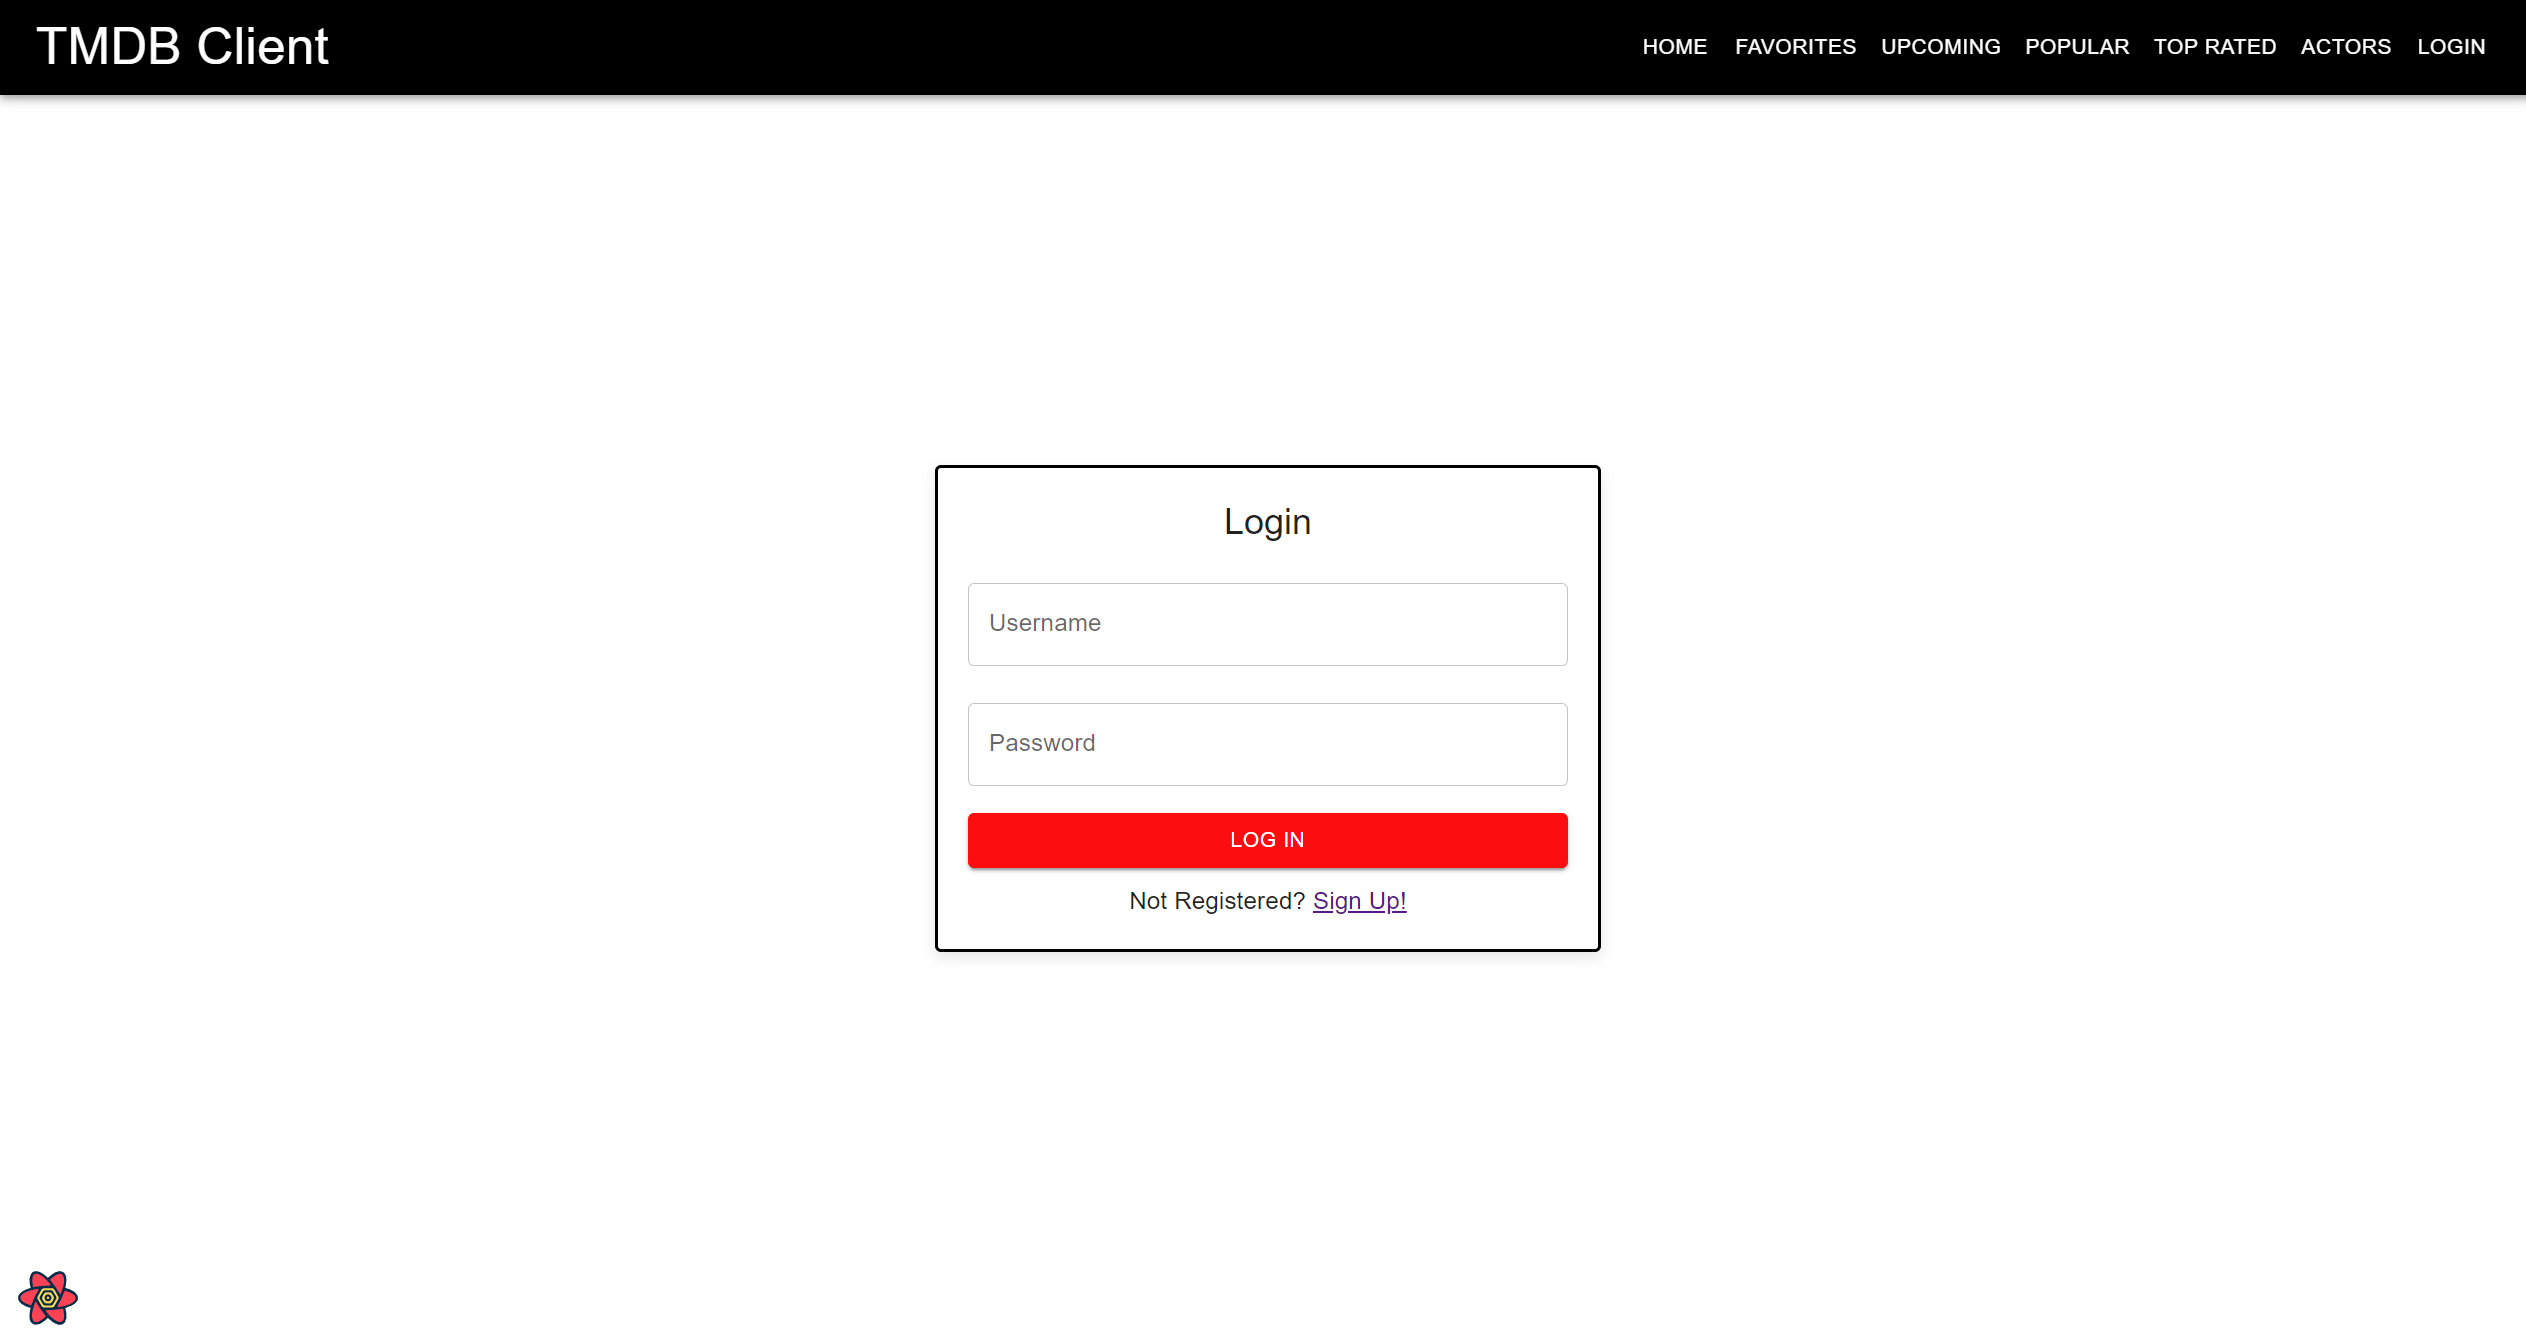 TMDB Client
HOME FAVORITES UPCOMING POPULAR TOP RATED ACTORS LOGIN
Login
Username
Password
LOG IN
Not Registered? Sign Up!